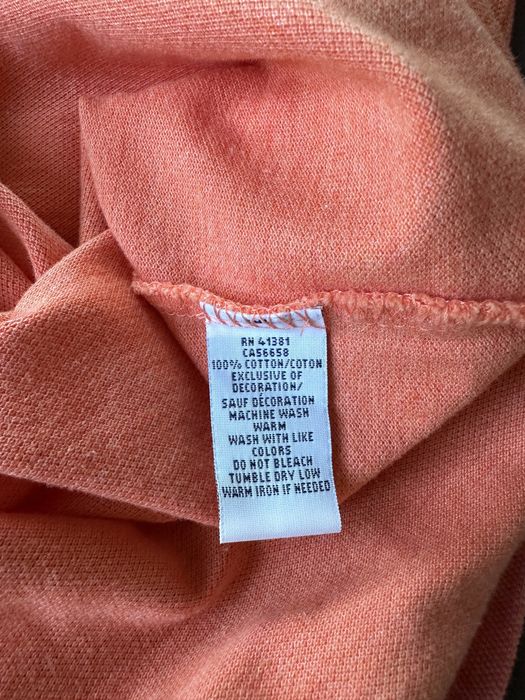 RN 41381
CA56658
100% COTTON/COTON
EXCLUSIVE OF
DECORATION/
SAUF DÉCORATION
MACHINE WASH
WARM
WASH WITH LIKE
COLORS
DO NOT BLEACH
TUMBLE DRY LOW
WARM IRON IF NEEDED